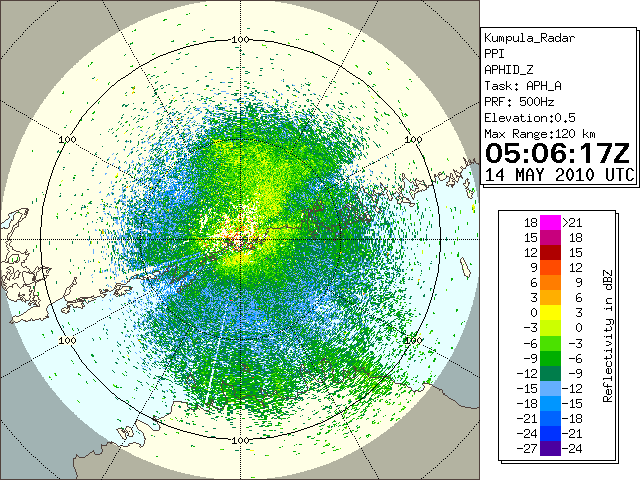 Kumpula_Radar
PPI
APHID_Z
Task: APH_A
PRF: 500Hz
Elevation:0.5
Max Range:120 km
05:06:17Z
14 MAY 2010 UTC
100
100
100
100
100
100
18 >21
15 18
12 15
9 12
6 9
3 6
0 3
-3 0
-6 -3
-9 -6
-12 -9
-15 -12
-18 -15
-21 -18
-24 -21
-27 -24
Reflectivity in dBZ